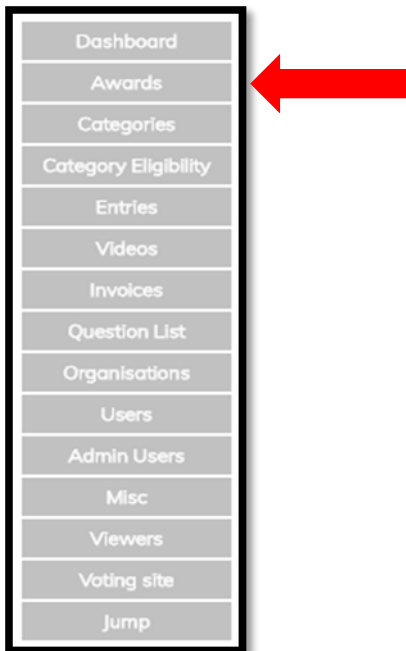 Dashboard
Awards
Categories
Category Eligibility
Entries
Videos
Invoices
Question List
Organisations
Users
Admin Users
Misc
Viewers
Voting site
Jump